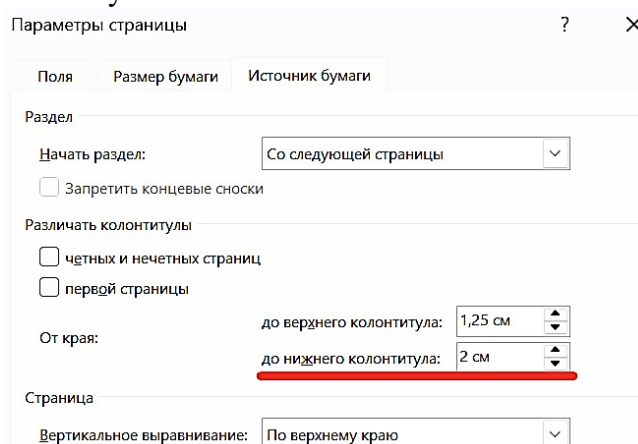 Параметры страницы ? ×
Поля Размер бумаги Источник бумаги
Раздел
Начать раздел: Со следующей страницы
Запретить концевые сноски
Различать колонтитулы
четных и нечетных страниц
первой страницы
От края:
до верхнего колонтитула: 1,25 см
до нижнего колонтитула: 2 см
Страница
Вертикальное выравнивание: По верхнему краю